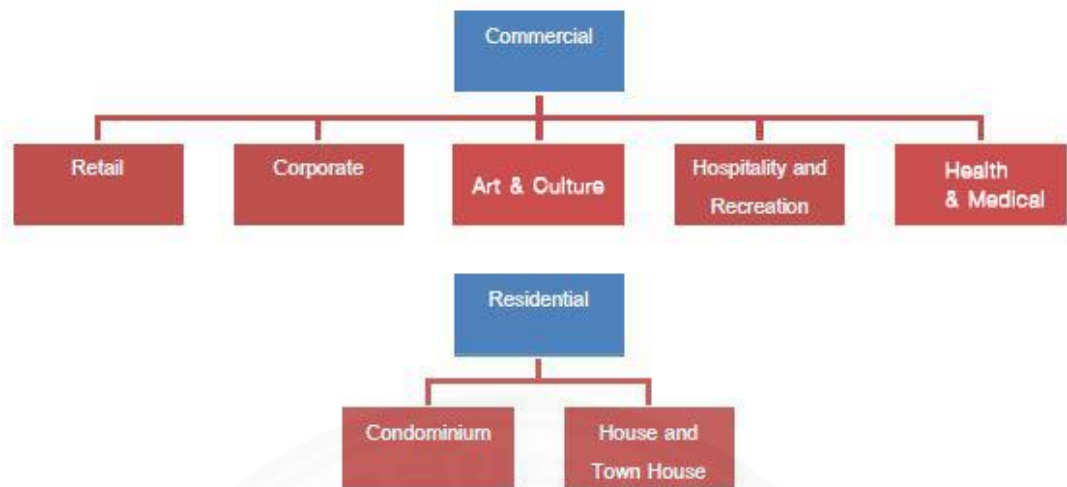 Commercial
Retail
Corporate
Art & Culture
Hospitality and
Recreation
Health
& Medical
Residential
Condominium
House and
Town House